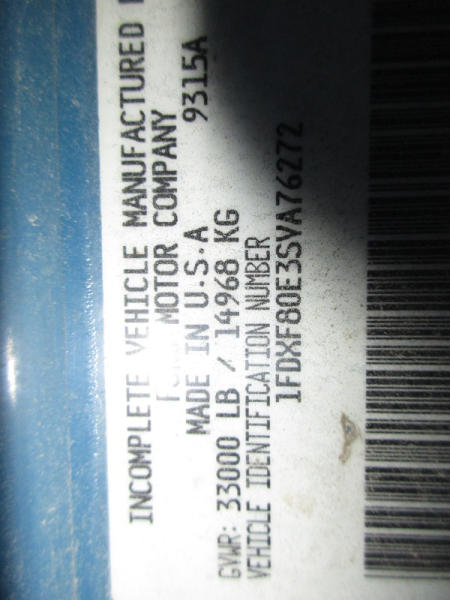 INCOMPLETE VEHICLE MANUFACTURED
MOTOR COMPANY
MADE IN U.S.A 9315A
GVWR: 33000 LB / 14968 KG
VEHICLE IDENTIFICATION NUMBER
1FDXF80E3SVA76272